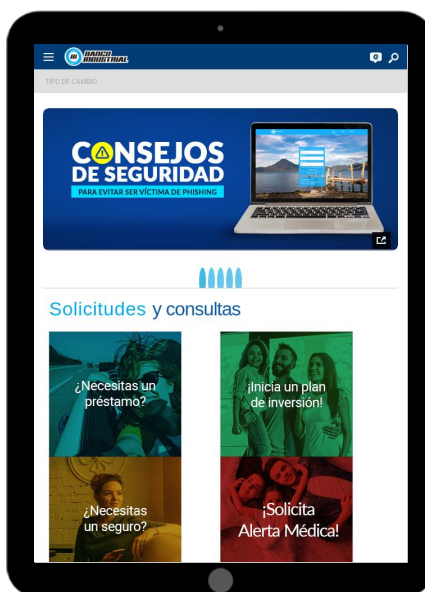 BI BANCO
INDUSTRIAL
TIPO DE CAMBIO
CONSEJOS
DE SEGURIDAD
PARA EVITAR SER VÍCTIMA DE PHISHING
Solicitudes y consultas
¿Necesitas un
préstamo?
¡Inicia un plan
de inversión!
¿Necesitas
un seguro?
¡Solicita
Alerta Médica!